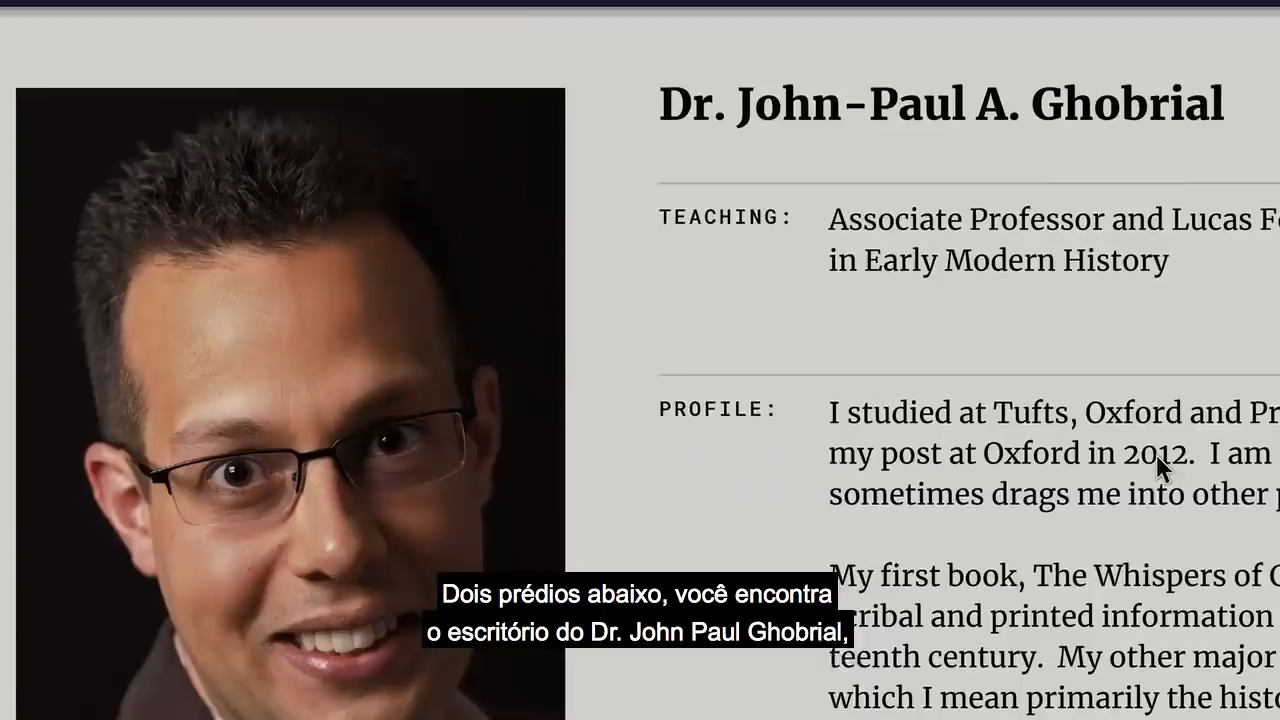 Dr. John-Paul A. Ghobrial
TEACHING:
Associate Professor and Lucas
in Early Modern History
PROFILE:
I studied at Tufts, Oxford and
my post at Oxford in 2012. I am
sometimes drags me into other
My first book, The Whispers of
scribal and printed information
teenth century. My other major
which I mean primarily the
Dois prédios abaixo, você encontra
o escritório do Dr. John Paul Ghobrial,